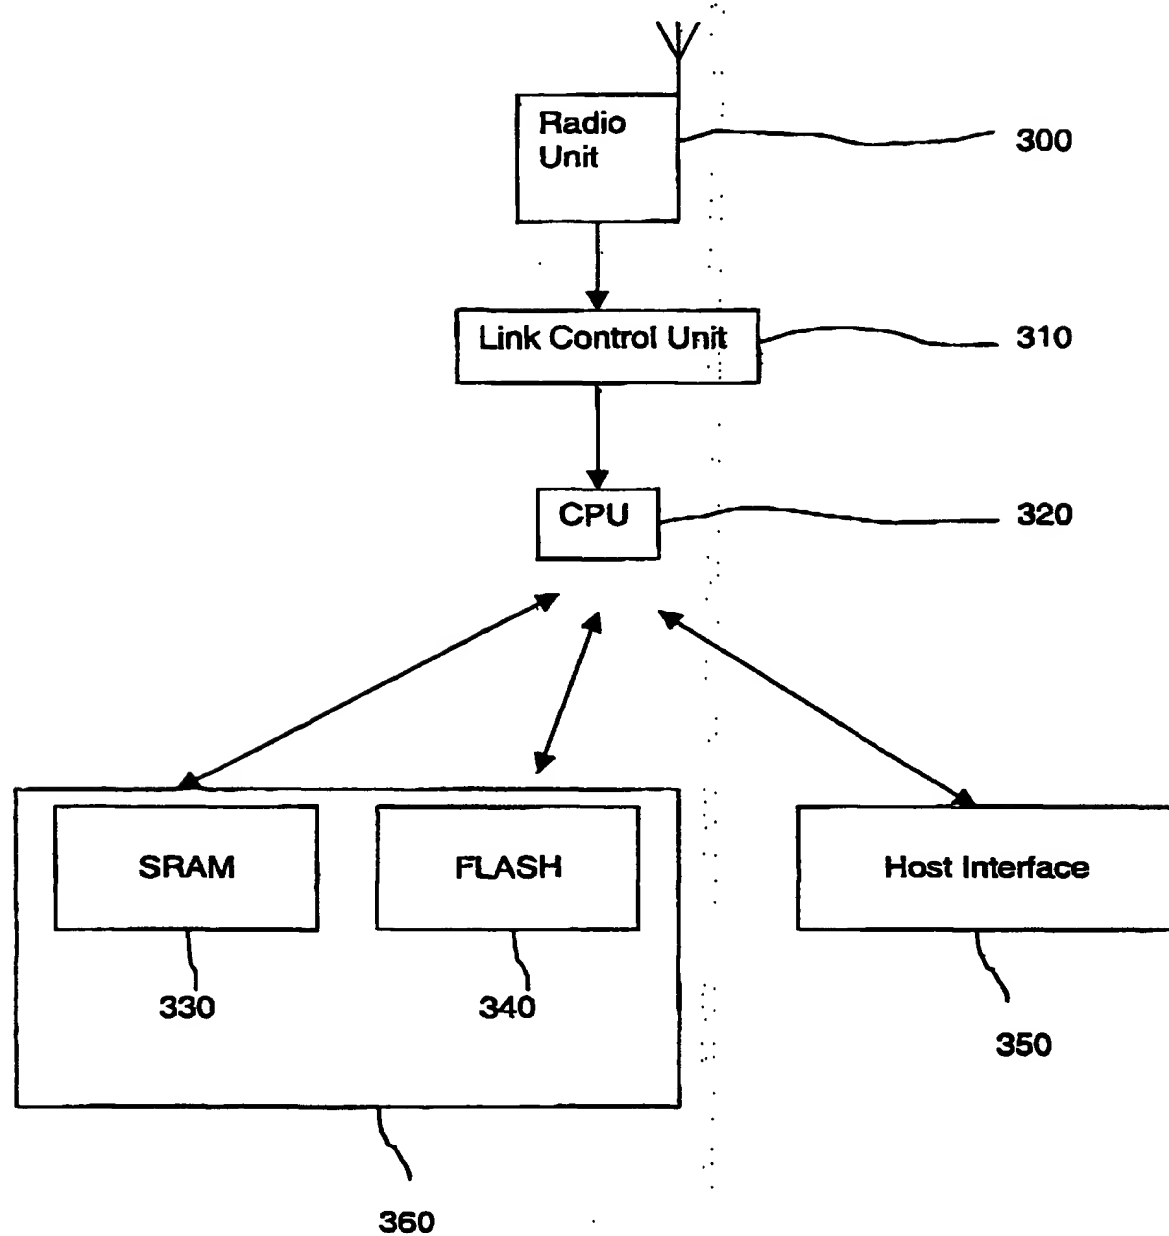 Radio
Unit
300
Link Control Unit
310
CPU
320
SRAM
FLASH
Host Interface
330
340
350
360